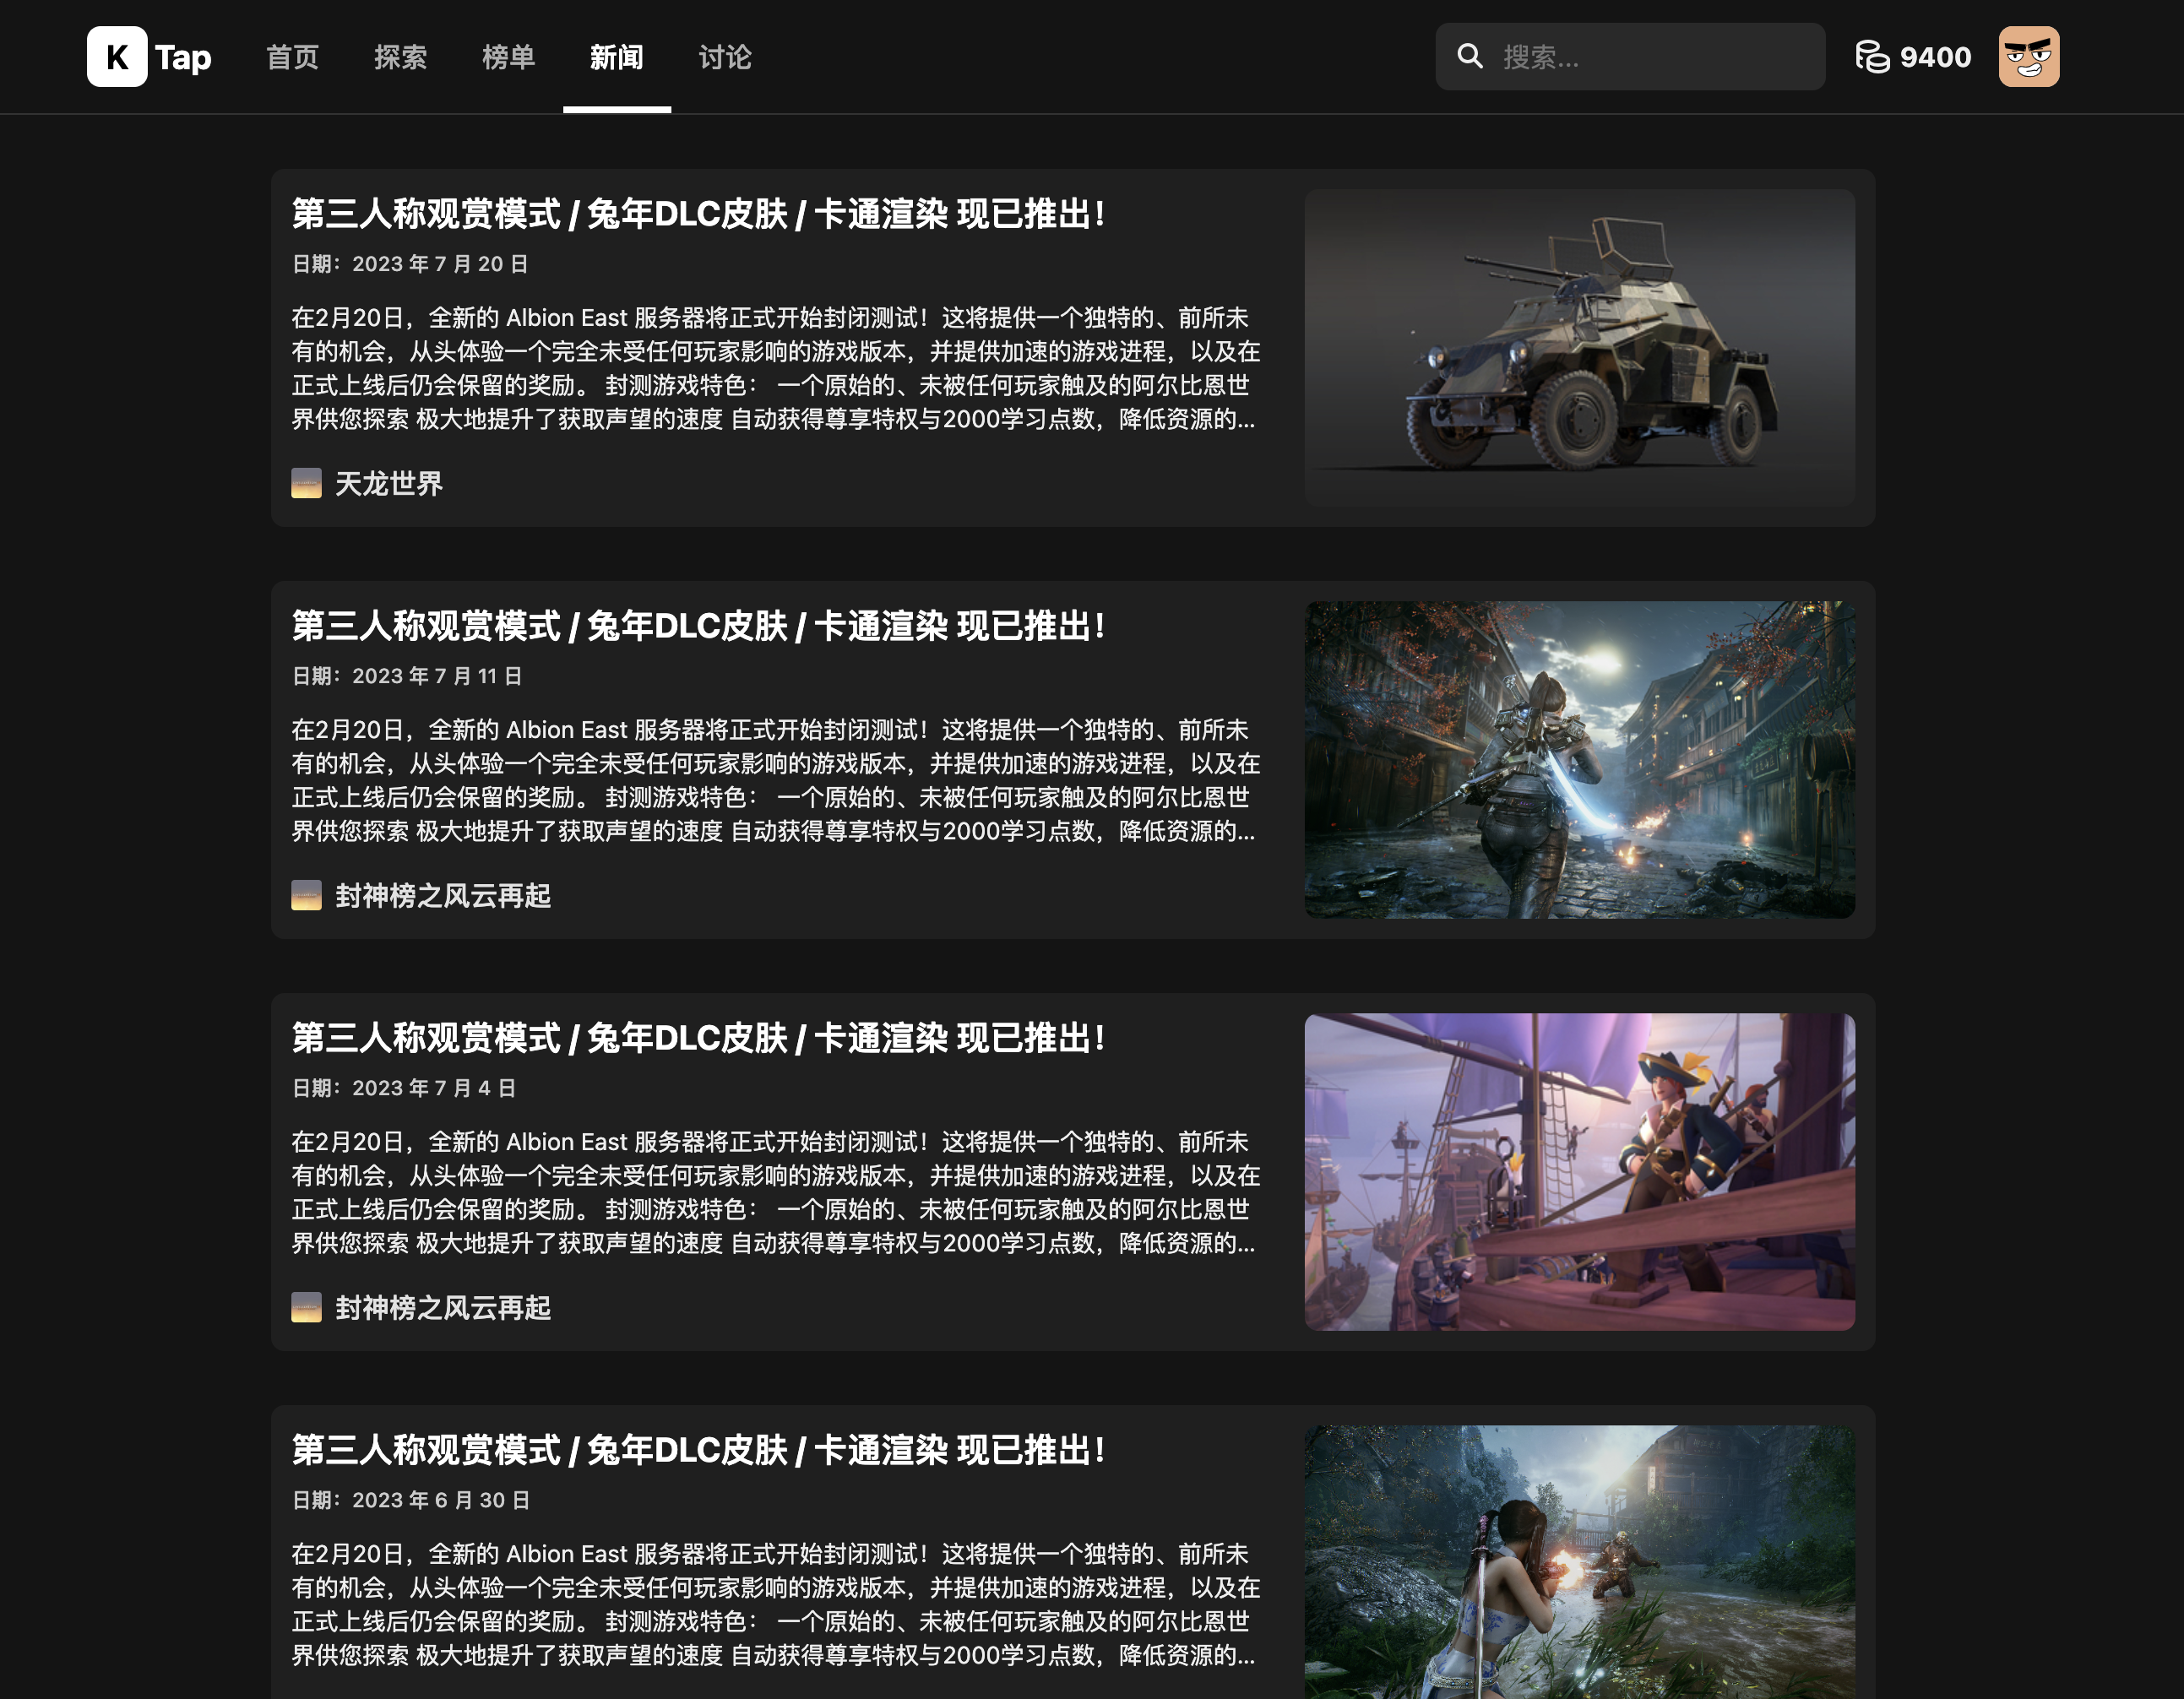 K Tap 首页 探索 榜单 新闻 讨论 搜索... 9400
第三人称观赏模式 / 兔年DLC皮肤 / 卡通渲染 现已推出！
日期：2023 年 7 月 20 日
在2月20日，全新的 Albion East 服务器将正式开始封闭测试！这将提供一个独特的、前所未
有的机会，从头体验一个完全未受任何玩家影响的游戏版本，并提供加速的游戏进程，以及在
正式上线后仍会保留的奖励。 封测游戏特色： 一个原始的、未被任何玩家触及的阿尔比恩世
界供您探索 极大地提升了获取声望的速度 自动获得尊享特权与2000学习点数，降低资源的...
天龙世界
第三人称观赏模式 / 兔年DLC皮肤 / 卡通渲染 现已推出！
日期：2023 年 7 月 11 日
在2月20日，全新的 Albion East 服务器将正式开始封闭测试！这将提供一个独特的、前所未
有的机会，从头体验一个完全未受任何玩家影响的游戏版本，并提供加速的游戏进程，以及在
正式上线后仍会保留的奖励。 封测游戏特色： 一个原始的、未被任何玩家触及的阿尔比恩世
界供您探索 极大地提升了获取声望的速度 自动获得尊享特权与2000学习点数，降低资源的...
封神榜之风云再起
第三人称观赏模式 / 兔年DLC皮肤 / 卡通渲染 现已推出！
日期：2023 年 7 月 4 日
在2月20日，全新的 Albion East 服务器将正式开始封闭测试！这将提供一个独特的、前所未
有的机会，从头体验一个完全未受任何玩家影响的游戏版本，并提供加速的游戏进程，以及在
正式上线后仍会保留的奖励。 封测游戏特色： 一个原始的、未被任何玩家触及的阿尔比恩世
界供您探索 极大地提升了获取声望的速度 自动获得尊享特权与2000学习点数，降低资源的...
封神榜之风云再起
第三人称观赏模式 / 兔年DLC皮肤 / 卡通渲染 现已推出！
日期：2023 年 6 月 30 日
在2月20日，全新的 Albion East 服务器将正式开始封闭测试！这将提供一个独特的、前所未
有的机会，从头体验一个完全未受任何玩家影响的游戏版本，并提供加速的游戏进程，以及在
正式上线后仍会保留的奖励。 封测游戏特色： 一个原始的、未被任何玩家触及的阿尔比恩世
界供您探索 极大地提升了获取声望的速度 自动获得尊享特权与2000学习点数，降低资源的...